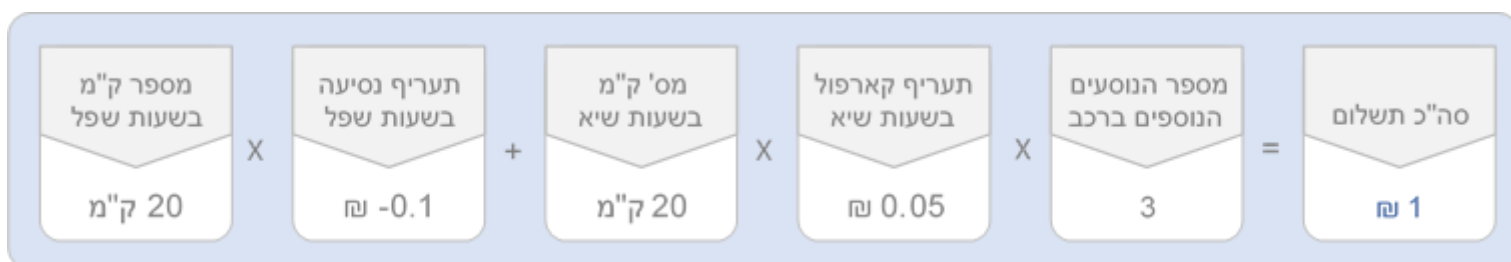 מספר ק"מ
בשעות שפל
20 ק"מ
X
תעריף נסיעה
בשעות שפל
₪ -0.1
+
מס' ק"מ
בשעות שיא
20 ק"מ
X
תעריף קארפול
בשעות שיא
₪ 0.05
X
מספר הנוסעים
הנוספים ברכב
3
=
סה"כ תשלום
₪ 1